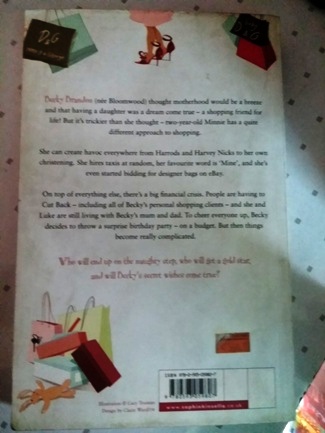 D&G
D&G
Becky Brandon (née Bloomwood) thought motherhood would be a breeze
and that having a daughter was a dream come true – a shopping friend for
life! But it's trickier than she thought – two-year-old Minnie has a quite
different approach to shopping.
She can create havoc everywhere from Harrods and Harvey Nicks to her own
christening. She hires taxis at random, her favourite word is 'Mine', and she's
even started bidding for designer bags on eBay.
On top of everything else, there's a big financial crisis. People are having to
Cut Back – including all of Becky's personal shopping clients – and she and
Luke are still living with Becky's mum and dad. To cheer everyone up, Becky
decides to throw a surprise birthday party – on a budget. But then things
become really complicated.
Who will end up on the naughty step, who will get a gold star,
and will Becky's secret wishes come true?
Illustration ©
Design by
ISBN
www.sophiekinsella.co.uk